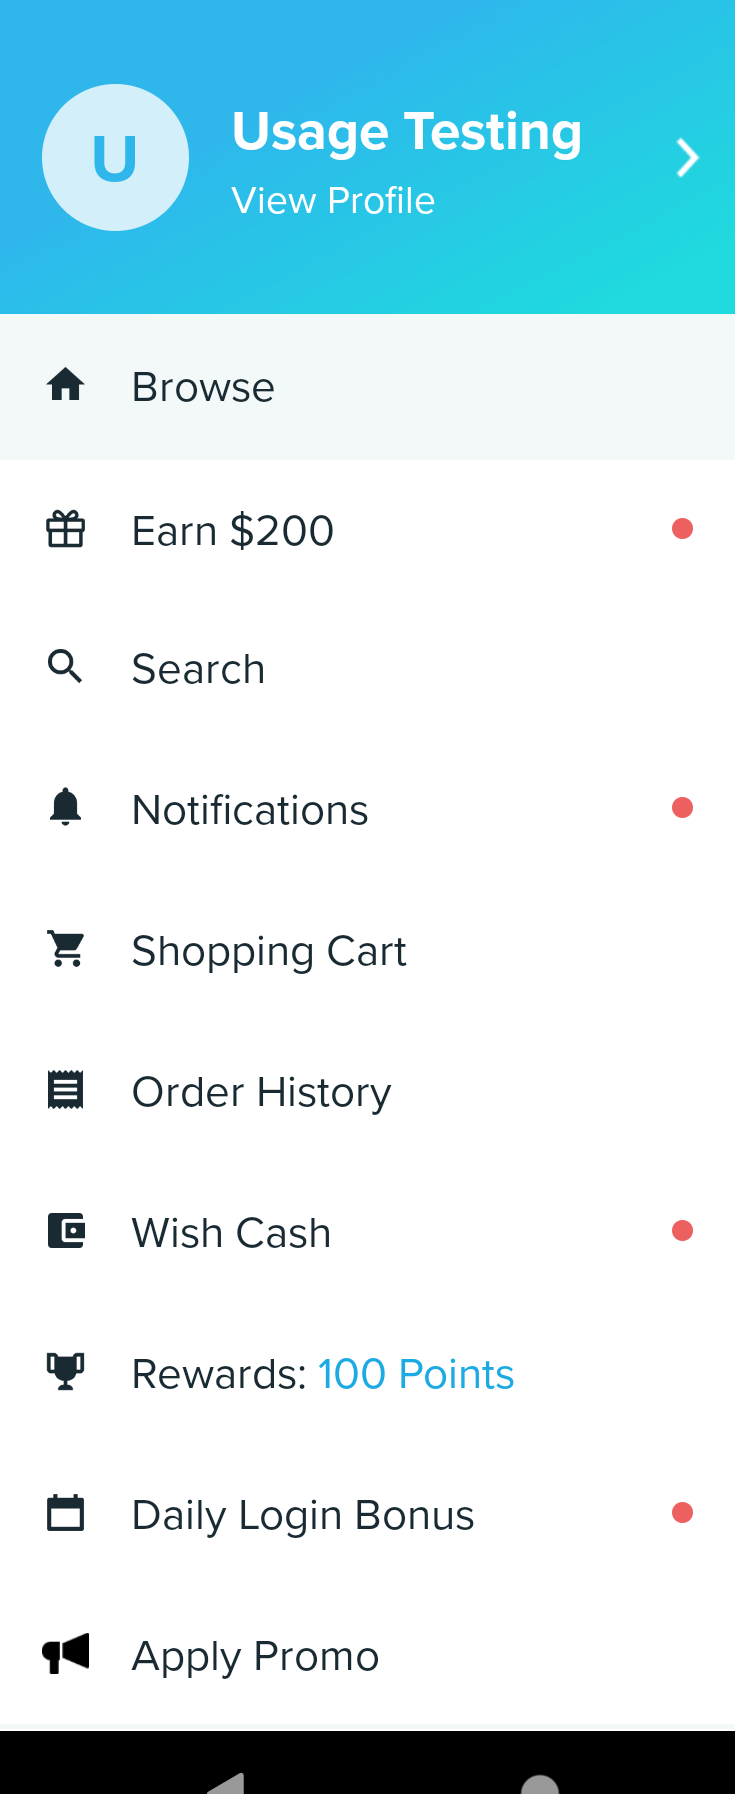 U
Usage Testing
View Profile
Browse
Earn $200
Search
Notifications
Shopping Cart
Order History
Wish Cash
Rewards: 100 Points
Daily Login Bonus
Apply Promo